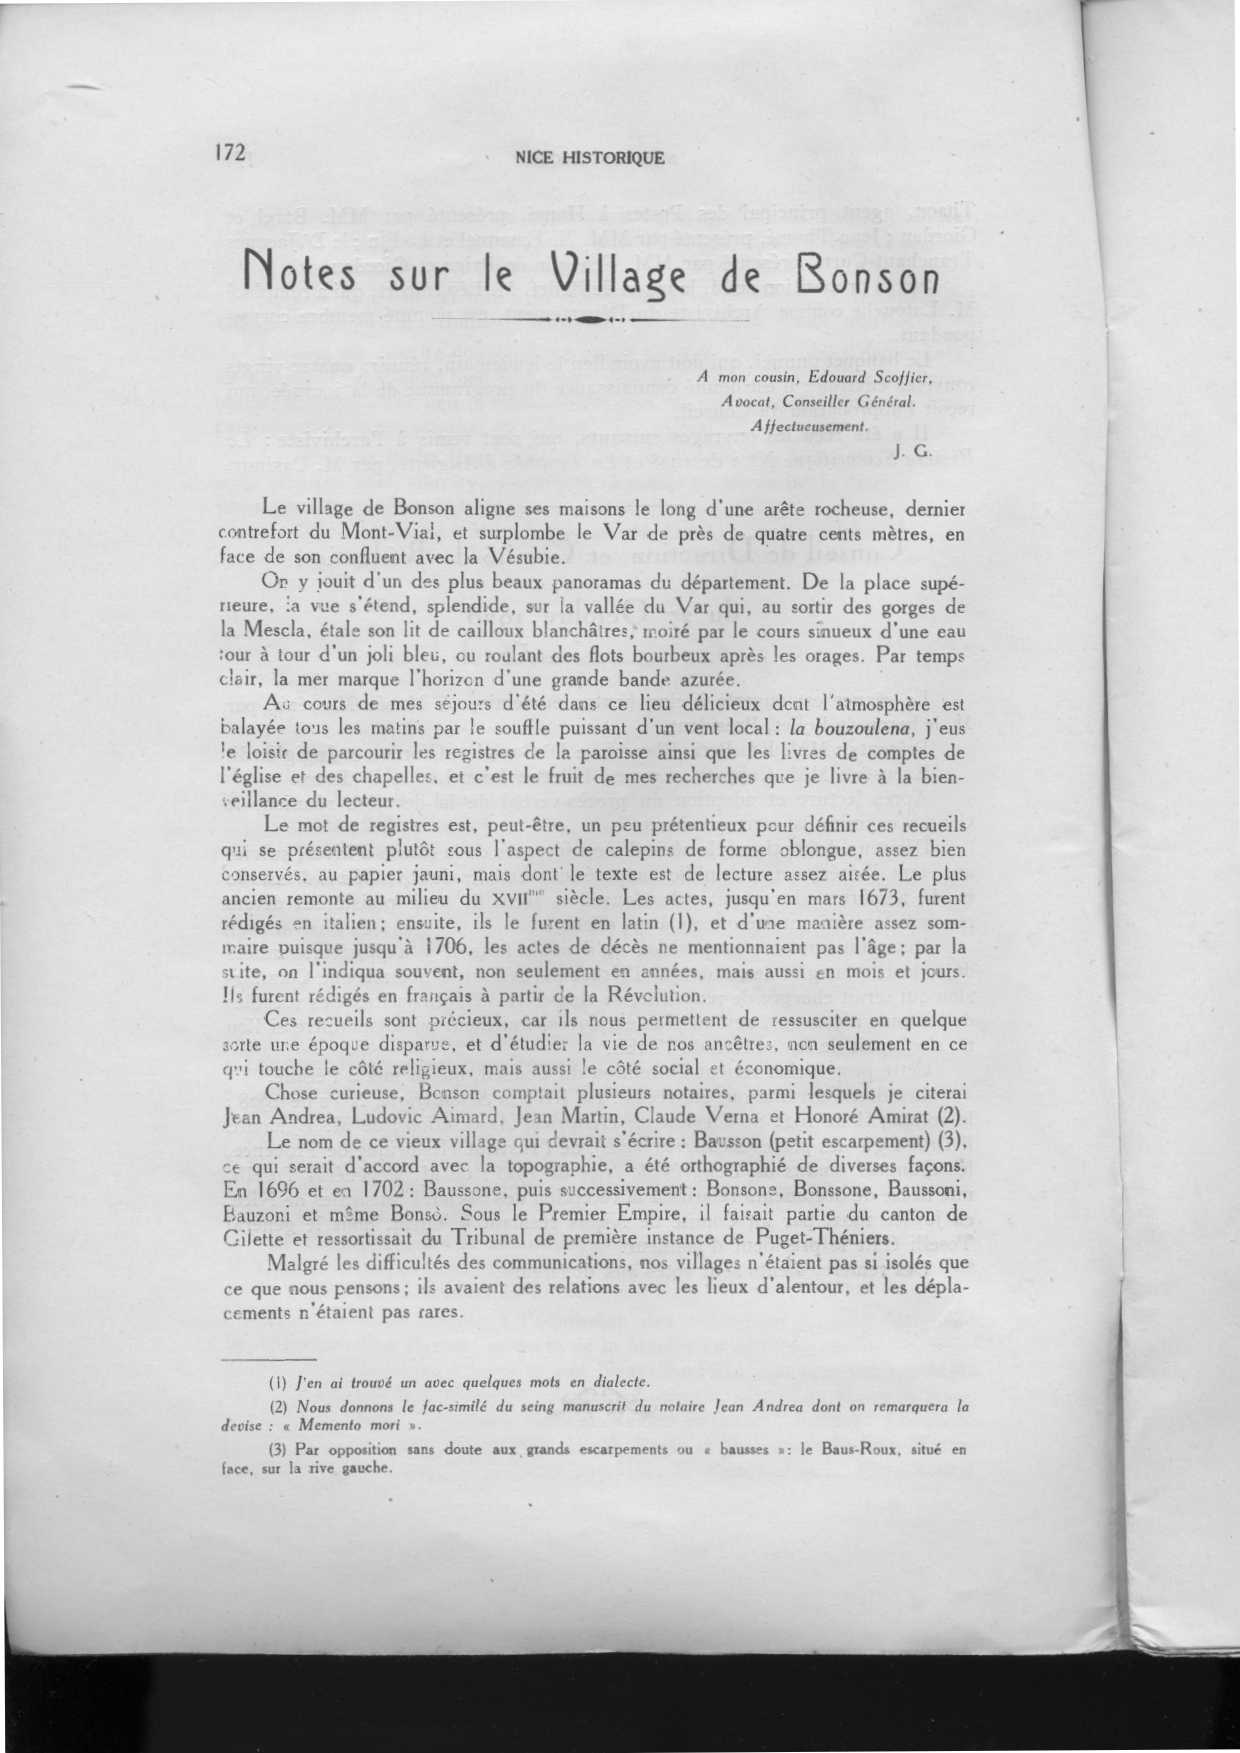 172
NICE HISTORIQUE
Notes sur le Village de Bonson
A mon cousin, Edouard Scoffier,
Avocat, Conseiller Général.
Affectueusement.
J. G.
Le village de Bonson aligne ses maisons le long d'une arête rocheuse, dernier
contrefort du Mont-Vial, et surplombe le Var de près de quatre cents mètres, en
face de son confluent avec la Vésubie.
On y jouit d'un des plus beaux panoramas du département. De la place supé-
rieure, la vue s'étend, splendide, sur la vallée du Var qui, au sortir des gorges de
la Mescla, étale son lit de cailloux blanchâtres, moiré par le cours sinueux d'une eau
tour à tour d'un joli bleu, ou roulant des flots bourbeux après les orages. Par temps
clair, la mer marque l'horizon d'une grande bande azurée.
Au cours de mes séjours d'été dans ce lieu délicieux dont l'atmosphère est
balayée tous les matins par le souffle puissant d'un vent local : la bouzoulena, j'eus
le loisir de parcourir les registres de la paroisse ainsi que les livres de comptes de
l'église et des chapelles, et c'est le fruit de mes recherches que je livre à la bien-
veillance du lecteur.
Le mot de registres est, peut-être, un peu prétentieux pour définir ces recueils
qui se présentent plutôt sous l'aspect de calepins de forme oblongue, assez bien
conservés, au papier jauni, mais dont le texte est de lecture assez aisée. Le plus
ancien remonte au milieu du XVIIme siècle. Les actes, jusqu'en mars 1673, furent
rédigés en italien ; ensuite, ils le furent en latin (1), et d'une manière assez som-
maire puisque jusqu'à 1706, les actes de décès ne mentionnaient pas l'âge ; par la
suite, on l'indiqua souvent, non seulement en années, mais aussi en mois et jours.
Ils furent rédigés en français à partir de la Révolution.
Ces recueils sont précieux, car ils nous permettent de ressusciter en quelque
sorte une époque disparue, et d'étudier la vie de nos ancêtres, non seulement en ce
qui touche le côté religieux, mais aussi le côté social et économique.
Chose curieuse, Bonson comptait plusieurs notaires, parmi lesquels je citerai
Jean Andrea, Ludovic Aimard, Jean Martin, Claude Verna et Honoré Amirat (2).
Le nom de ce vieux village qui devrait s'écrire : Bausson (petit escarpement) (3),
ce qui serait d'accord avec la topographie, a été orthographié de diverses façons.
En 1696 et en 1702 : Baussone, puis successivement : Bonsone, Bonssone, Baussoni,
Bauzoni et même Bonsò. Sous le Premier Empire, il faisait partie du canton de
Gilette et ressortissait du Tribunal de première instance de Puget-Théniers.
Malgré les difficultés des communications, nos villages n'étaient pas si isolés que
ce que nous pensons ; ils avaient des relations avec les lieux d'alentour, et les dépla-
cements n'étaient pas rares.
(1) J'en ai trouvé un avec quelques mots en dialecte.
(2) Nous donnons le fac-similé du seing manuscrit du notaire Jean Andrea dont on remarquera la
devise : « Memento mori ».
(3) Par opposition sans doute aux grands escarpements ou « bausses » : le Baus-Roux, situé en
face, sur la rive gauche.